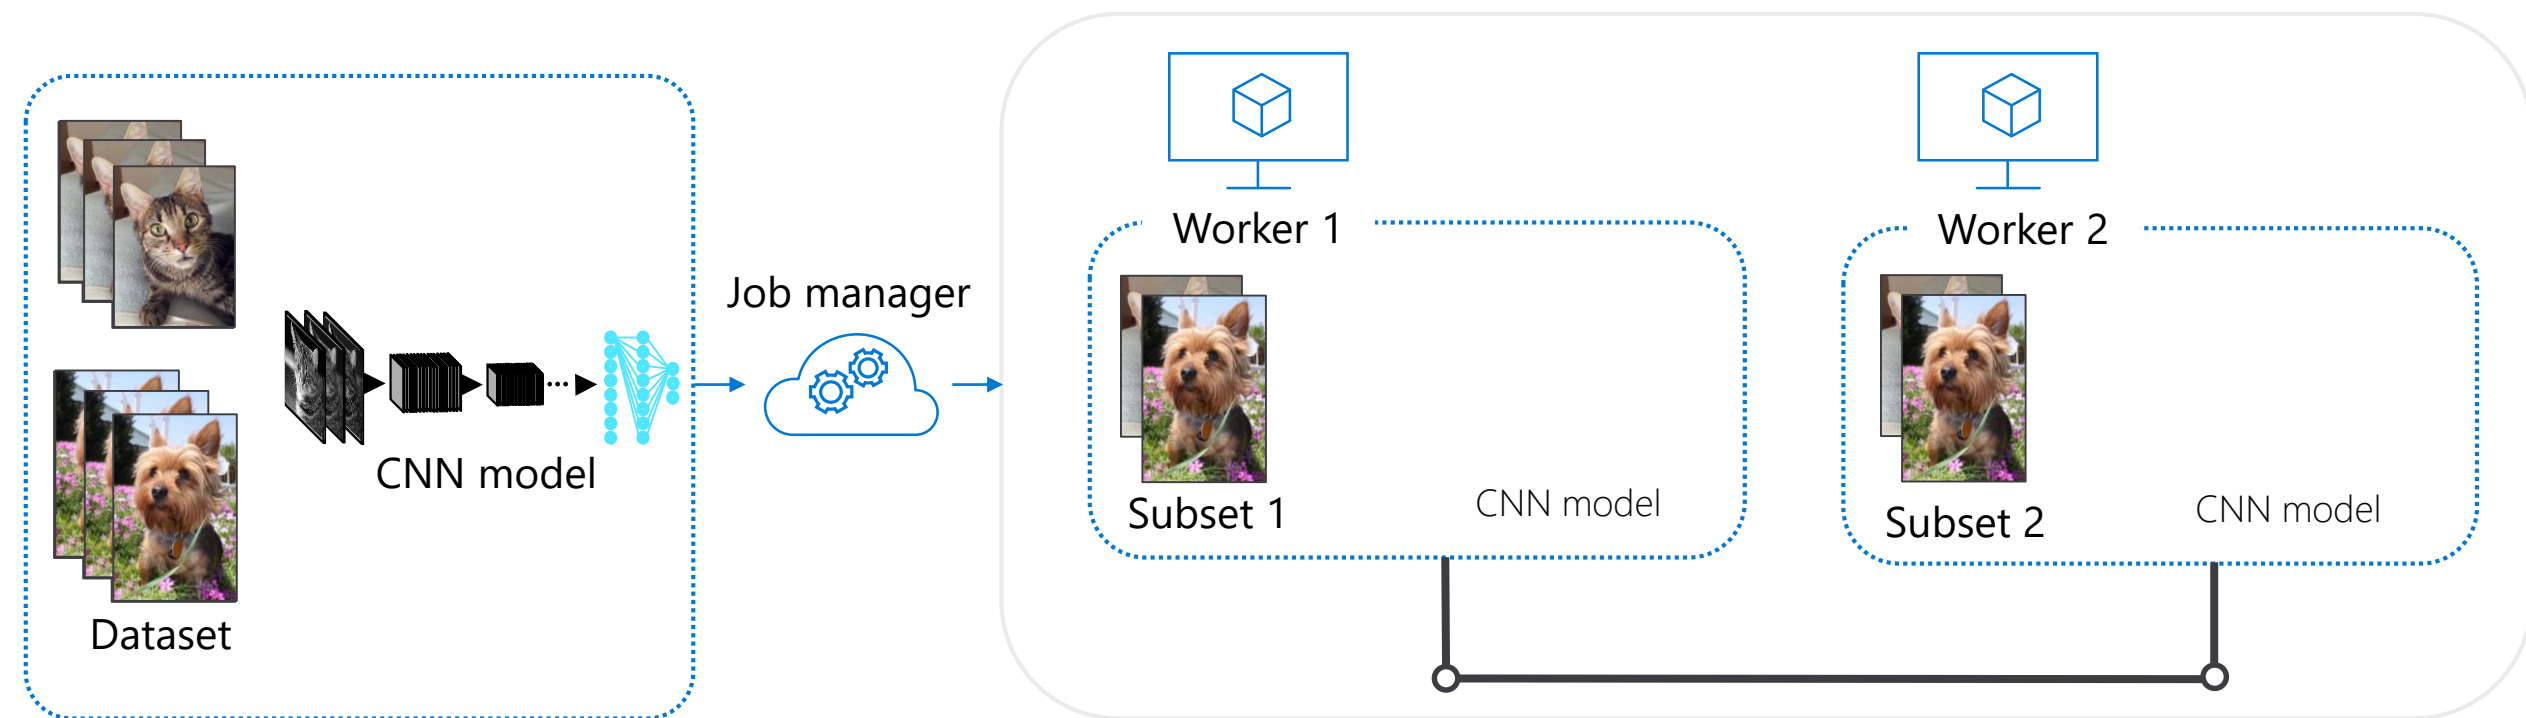 Dataset
CNN model
Job manager
Worker 1
Subset 1
CNN model
Worker 2
Subset 2
CNN model